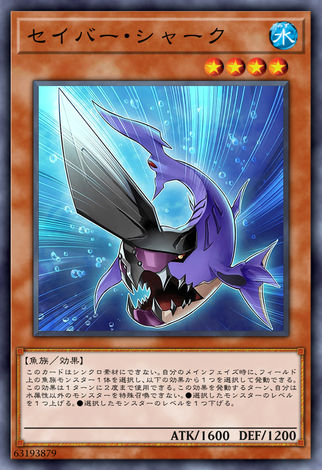 セイバー・シャーク
水
【魚族／効果】
このカードはシンクロ素材にできない。自分のメインフェイズ時に、フィールド
上の魚族モンスター１体を選択し、以下の効果から１つを選択して発動できる。
この効果は１ターンに２度まで使用できる。この効果を発動するターン、自分は
水属性以外のモンスターを特殊召喚できない。●選択したモンスターのレベル
を１つ上げる。●選択したモンスターのレベルを１つ下げる。
ATK/1600 DEF/1200
63193879